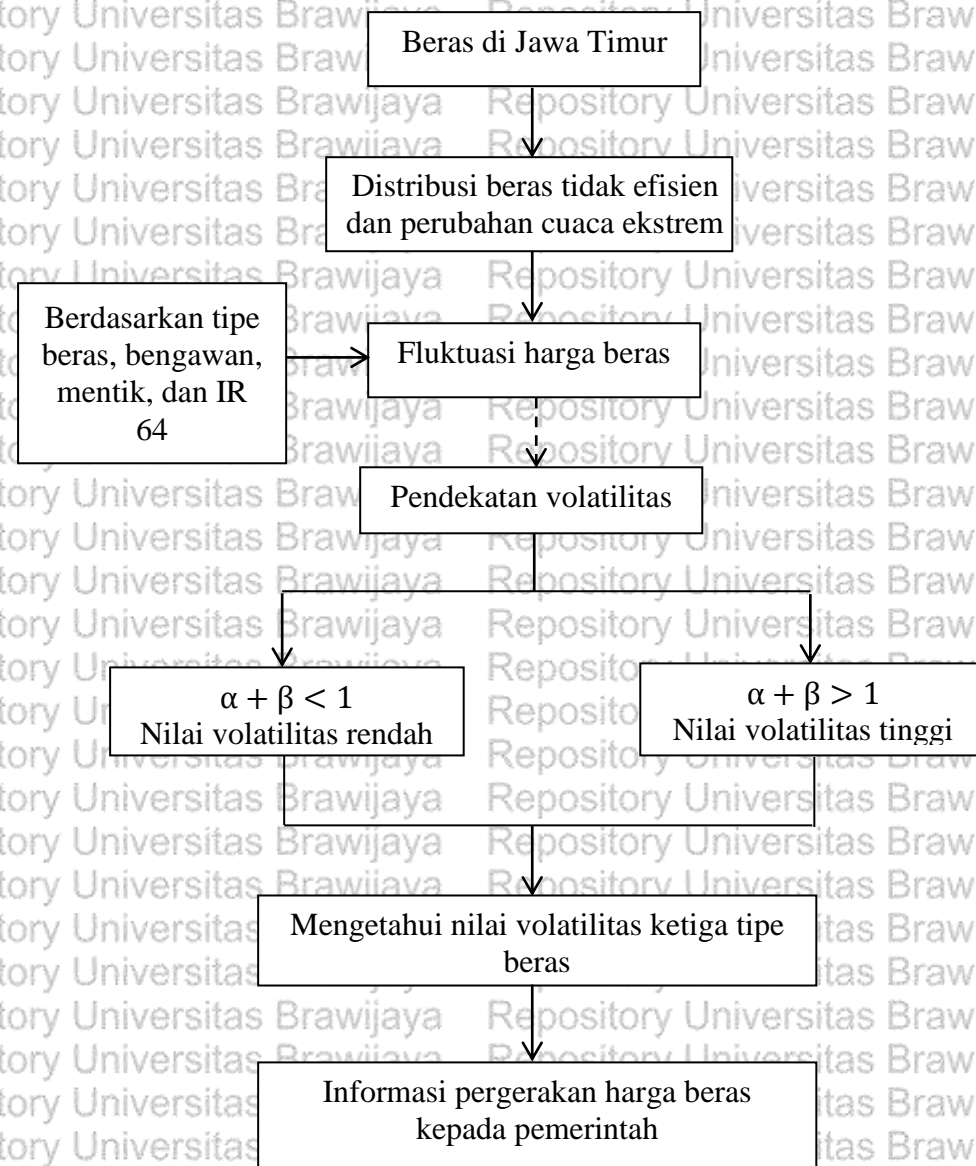 Beras di Jawa Timur
Distribusi beras tidak efisien
dan perubahan cuaca ekstrem
Berdasarkan tipe
beras, bengawan,
mentik, dan IR
64
Fluktuasi harga beras
Pendekatan volatilitas
α + β < 1
Nilai volatilitas rendah
α + β > 1
Nilai volatilitas tinggi
Mengetahui nilai volatilitas ketiga tipe
beras
Informasi pergerakan harga beras
kepada pemerintah